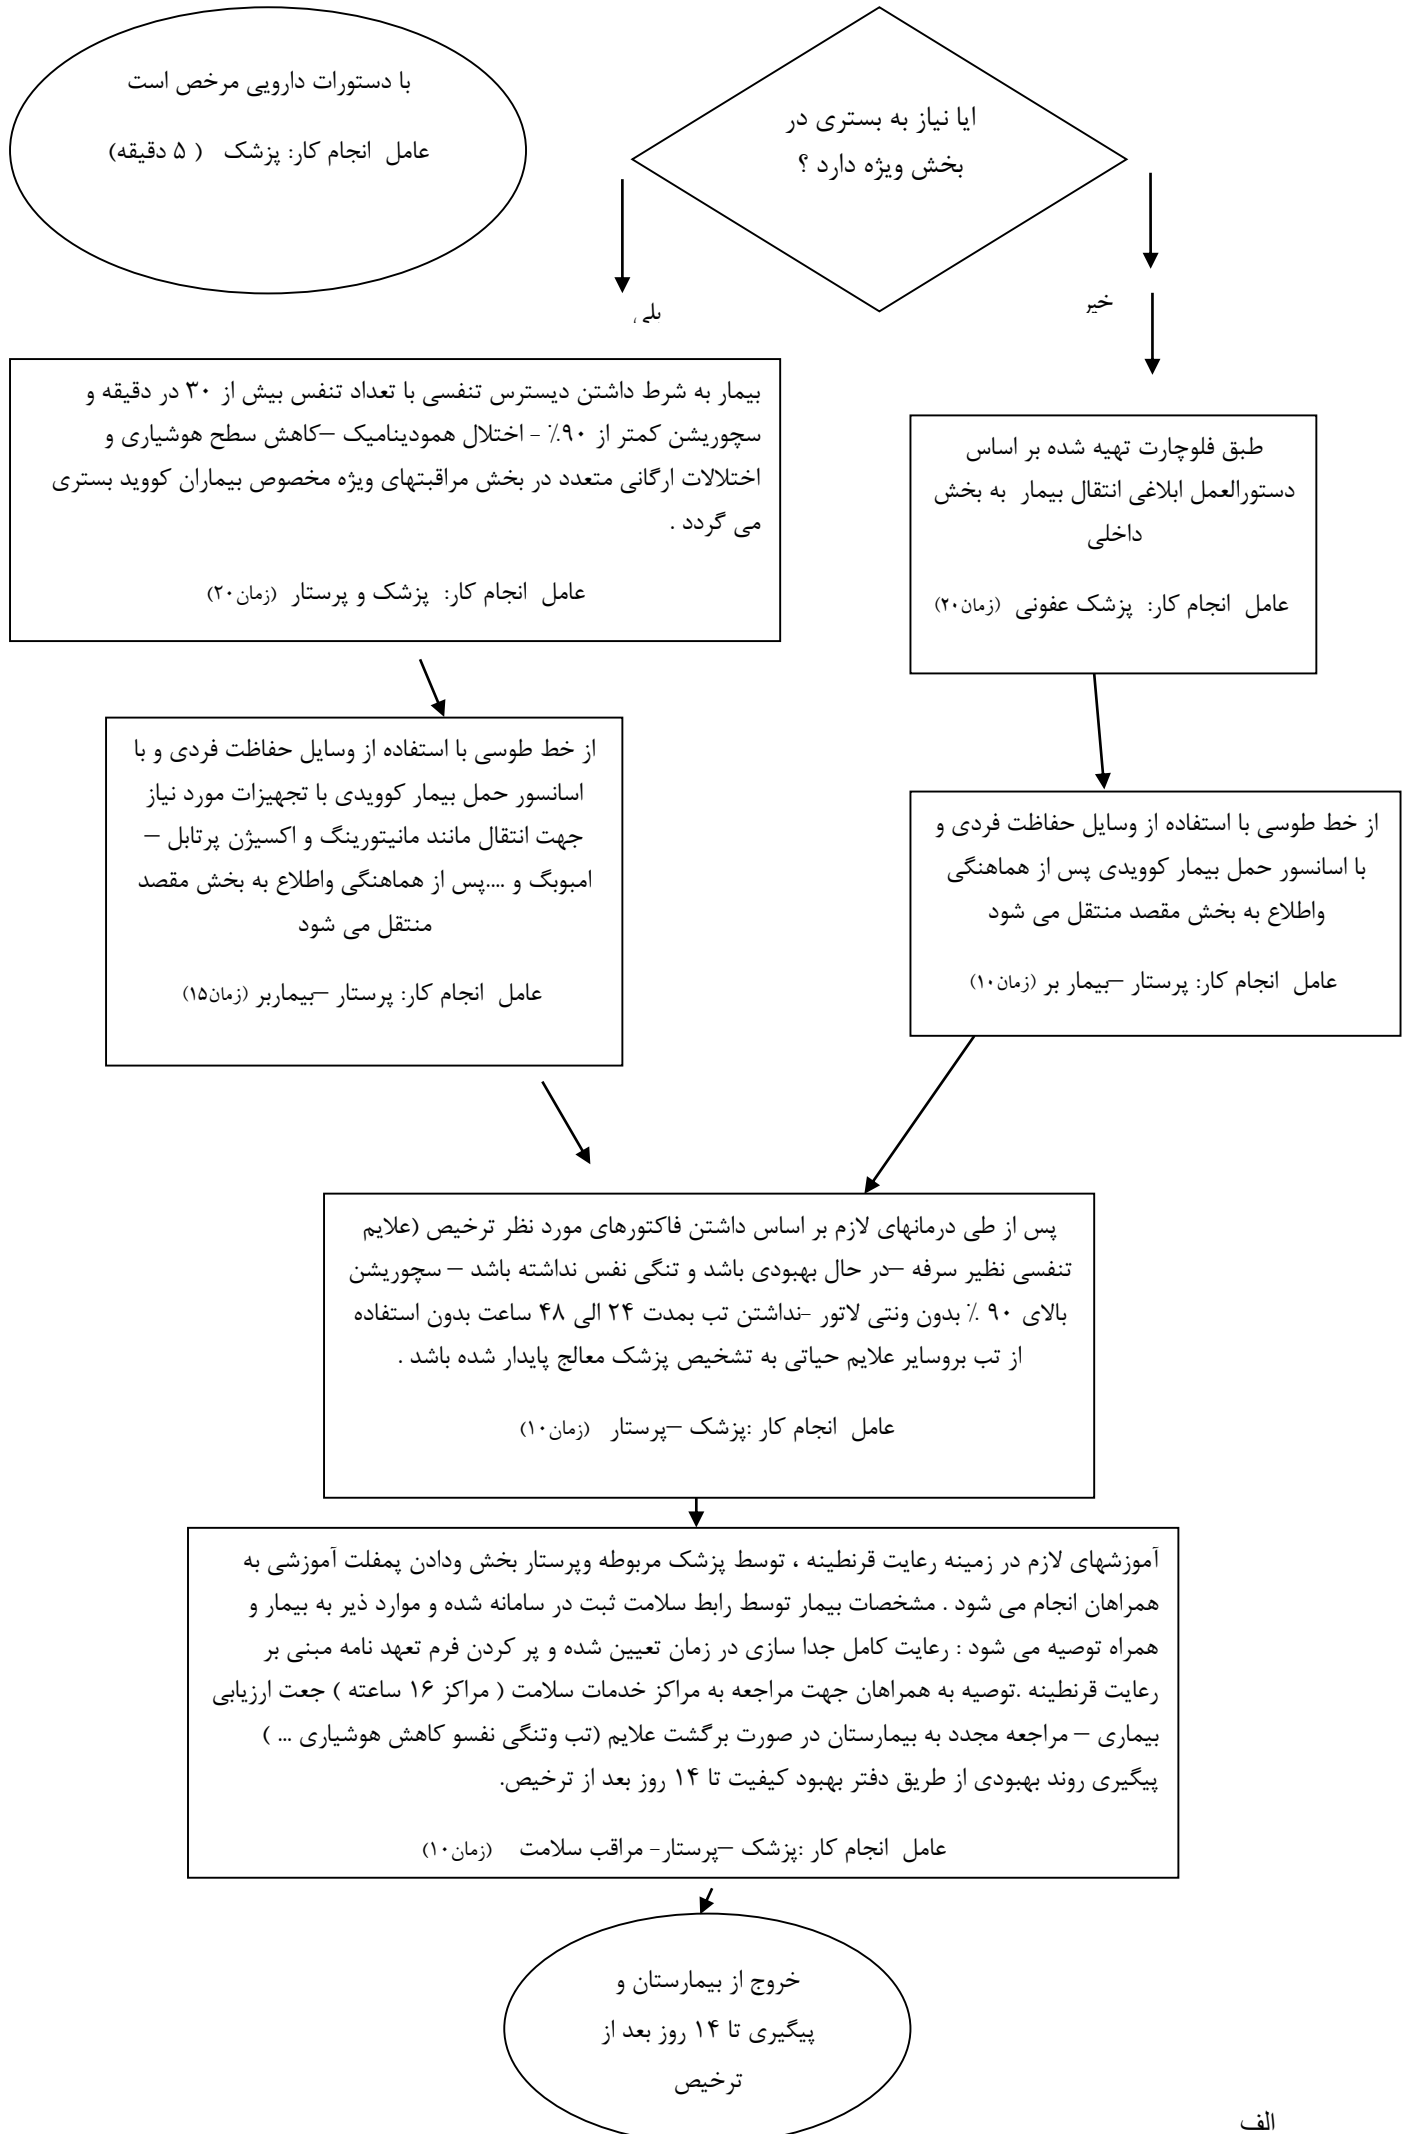 با دستورات دارویی مرخص است
عامل انجام کار: پزشک ( ۵ دقیقه)
ایا نیاز به بستری در
بخش ویژه دارد ؟
بلی
خیر
بیمار به شرط داشتن دیسترس تنفسی با تعداد تنفس بیش از ۳۰ در دقیقه و
سچوریشن کمتر از ۹۰٪ - اختلال همودینامیک –کاهش سطح هوشیاری و
اختلالات ارگانی متعدد در بخش مراقبتهای ویژه مخصوص بیماران کووید بستری
می گردد .
عامل انجام کار: پزشک و پرستار (زمان۲۰)
طبق فلوچارت تهیه شده بر اساس
دستورالعمل ابلاغی انتقال بیمار به بخش
داخلی
عامل انجام کار: پزشک عفونی (زمان۲۰)
از خط طوسی با استفاده از وسایل حفاظت فردی و با
اسانسور حمل بیمار کوویدی با تجهیزات مورد نیاز
جهت انتقال مانند مانیتورینگ و اکسیژن پرتابل –
امبوبگ و ....پس از هماهنگی واطلاع به بخش مقصد
منتقل می شود
عامل انجام کار: پرستار –بیماربر (زمان۱۵)
از خط طوسی با استفاده از وسایل حفاظت فردی و
با اسانسور حمل بیمار کوویدی پس از هماهنگی
واطلاع به بخش مقصد منتقل می شود
عامل انجام کار: پرستار –بیمار بر (زمان۱۰)
پس از طی درمانهای لازم بر اساس داشتن فاکتورهای مورد نظر ترخیص (علایم
تنفسی نظیر سرفه –در حال بهبودی باشد و تنگی نفس نداشته باشد – سچوریشن
بالای ۹۰ ٪ بدون ونتی لاتور -نداشتن تب بمدت ۲۴ الی ۴۸ ساعت بدون استفاده
از تب بروسایر علایم حیاتی به تشخیص پزشک معالج پایدار شده باشد .
عامل انجام کار :پزشک –پرستار (زمان۱۰)
آموزشهای لازم در زمینه رعایت قرنطینه ، توسط پزشک مربوطه وپرستار بخش ودادن پمفلت آموزشی به
همراهان انجام می شود . مشخصات بیمار توسط رابط سلامت ثبت در سامانه شده و موارد ذیر به بیمار و
همراه توصیه می شود : رعایت کامل جدا سازی در زمان تعیین شده و پر کردن فرم تعهد نامه مبنی بر
رعایت قرنطینه .توصیه به همراهان جهت مراجعه به مراکز خدمات سلامت ( مراکز ۱۶ ساعته ) جعت ارزیابی
بیماری – مراجعه مجدد به بیمارستان در صورت برگشت علایم (تب وتنگی نفسو کاهش هوشیاری ... )
پیگیری روند بهبودی از طریق دفتر بهبود کیفیت تا ۱۴ روز بعد از ترخیص.
عامل انجام کار :پزشک –پرستار- مراقب سلامت (زمان۱۰)
خروج از بیمارستان و
پیگیری تا ۱۴ روز بعد از
ترخیص
الف